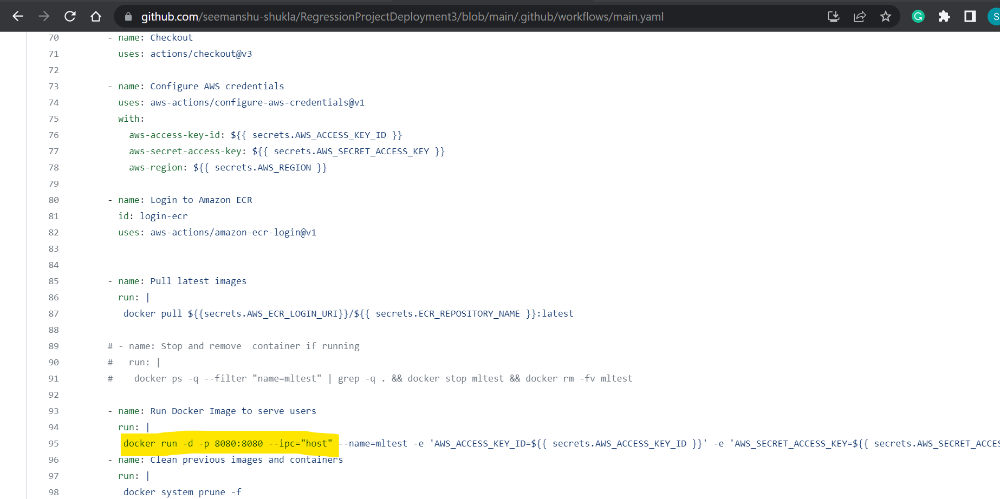 github.com/seemanshu-shukla/RegressionProjectDeployment3/blob/main/.github/workflows/main.yaml
G
S
70 - name: Checkout
71 uses: actions/checkout@v3
72
73 - name: Configure AWS credentials
74 uses: aws-actions/configure-aws-credentials@v1
75 with:
76 aws-access-key-id: ${{ secrets.AWS_ACCESS_KEY_ID }}
77 aws-secret-access-key: ${{ secrets.AWS_SECRET_ACCESS_KEY }}
78 aws-region: ${{ secrets.AWS_REGION }}
79
80 - name: Login to Amazon ECR
81 id: login-ecr
82 uses: aws-actions/amazon-ecr-login@v1
83
84
85 - name: Pull latest images
86 run: |
87 docker pull ${{secrets.AWS_ECR_LOGIN_URI}}/${{ secrets.ECR_REPOSITORY_NAME }}:latest
88
89 # - name: Stop and remove  container if running
90 #   run: |
91 #    docker ps -q --filter "name=mltest" | grep -q . && docker stop mltest && docker rm -fv mltest
92
93 - name: Run Docker Image to serve users
94 run: |
95 docker run -d -p 8080:8080 --ipc="host" --name=mltest -e 'AWS_ACCESS_KEY_ID=${{ secrets.AWS_ACCESS_KEY_ID }}' -e 'AWS_SECRET_ACCESS_KEY=${{ secrets.AWS_SECRET_ACCES
96 - name: Clean previous images and containers
97 run: |
98 docker system prune -f